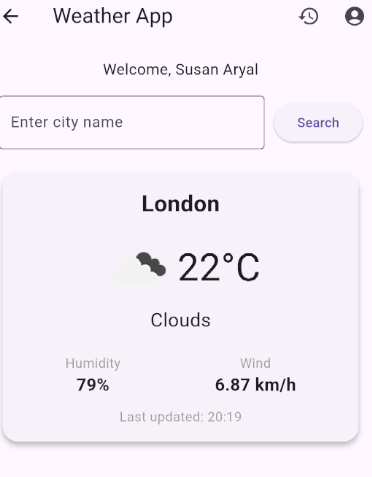 Weather App
Welcome, Susan Aryal
Enter city name
Search
London
22°C
Clouds
Humidity Wind
79% 6.87 km/h
Last updated: 20:19